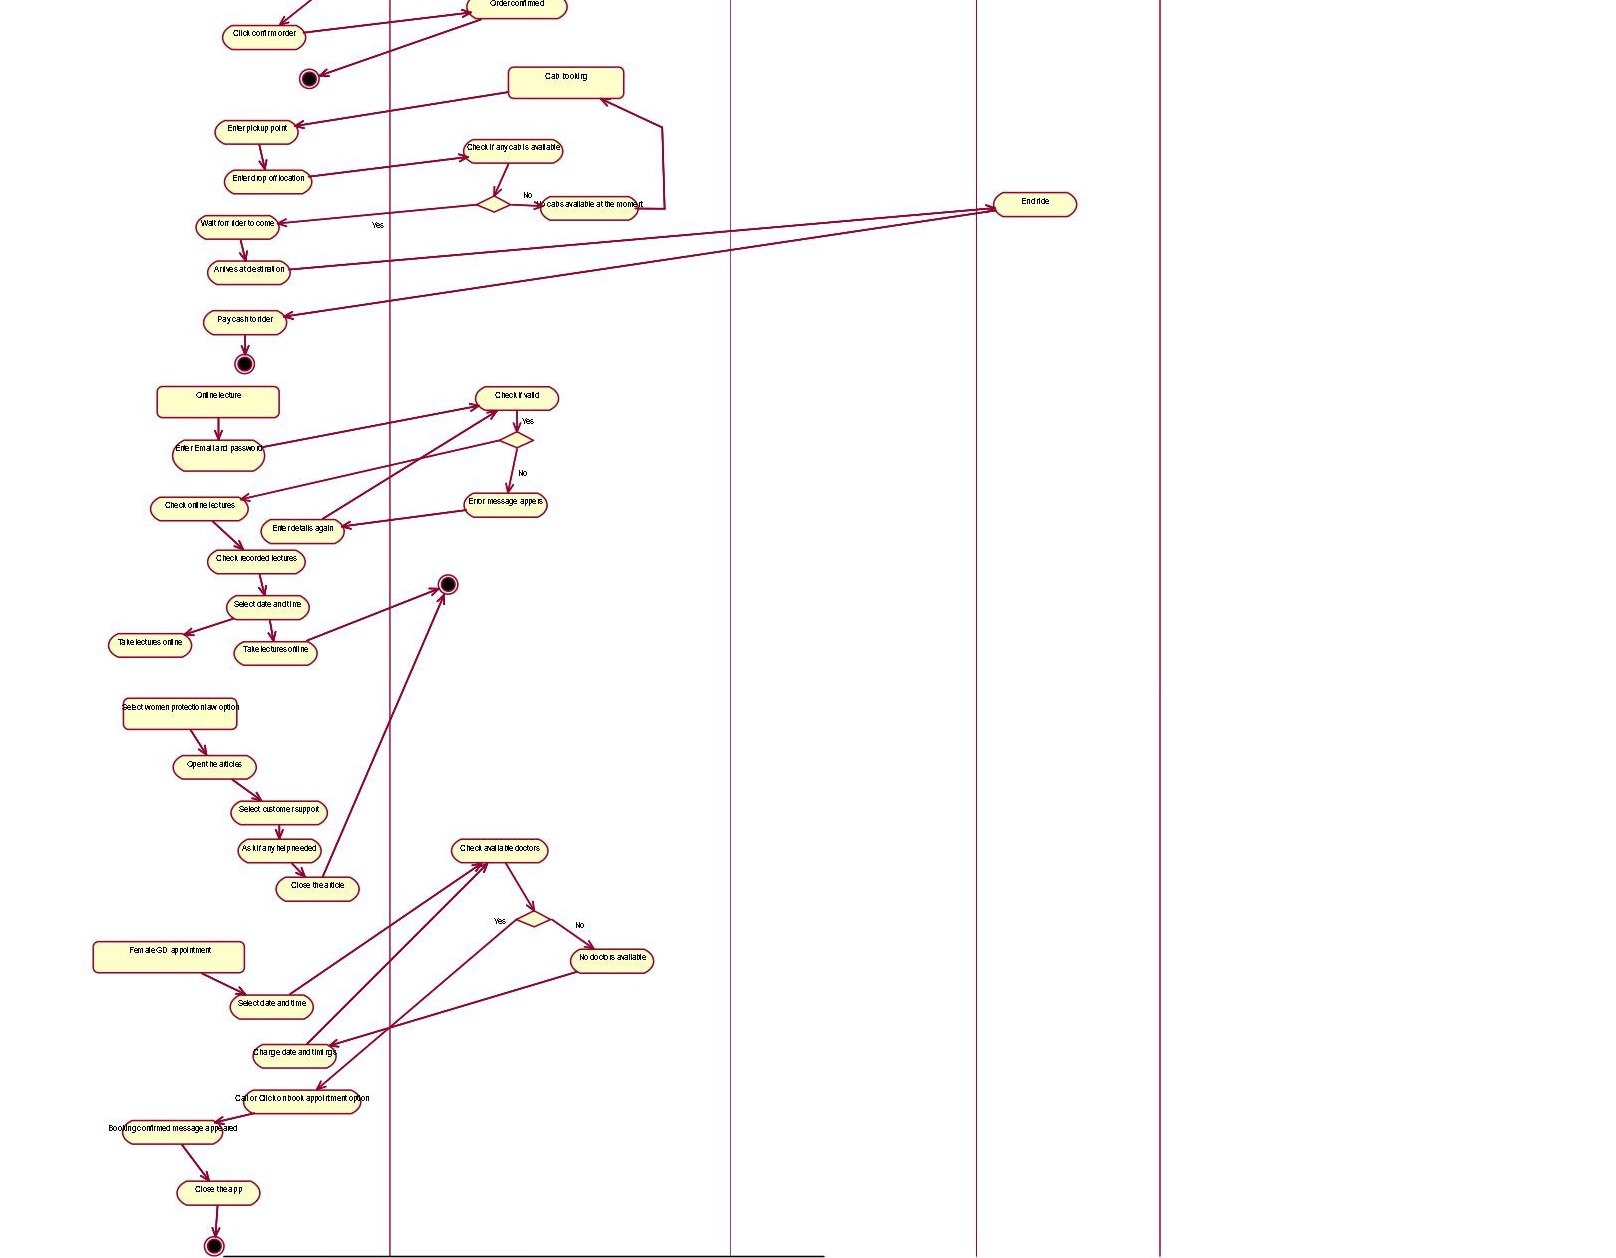 Order confirmed
Click confirm order
Cab booking
Enter pickup point
Check if any cab is available
Enter drop off location
No
No cabs available at the moment
End ride
Wait for rider to come
Yes
Arrives at destination
Pay cash to rider
Online lecture
Check if valid
Yes
Enter Email and password
No
Check online lectures
Error message appers
Enter details again
Check recorded lectures
Select date and time
Take lectures online
Take lectures online
Select women protection law option
Open the articles
Select customer support
Ask if any help needed
Check available doctors
Close the article
Yes
No
Female GD appointment
No doctors available
Select date and time
Change date and timings
Call or Click on book appointment option
Booking confirmed message appeared
Close the app